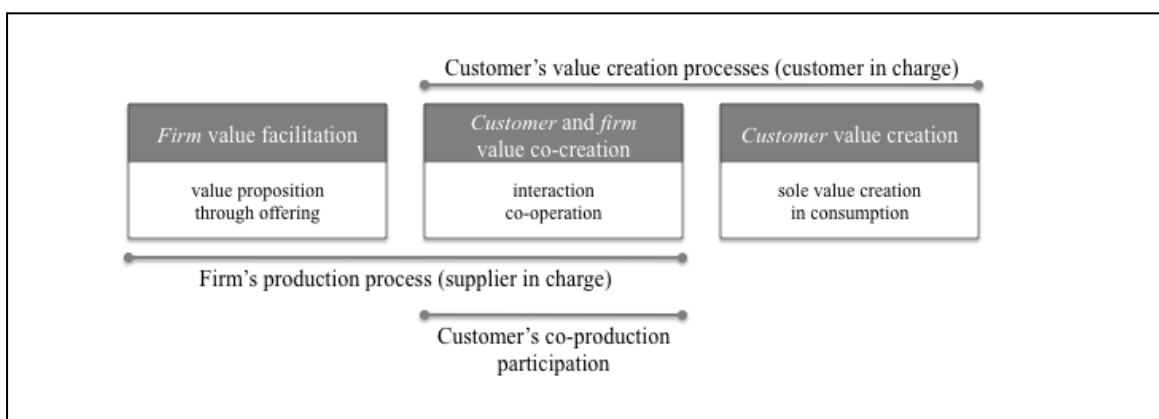 Customer’s value creation processes (customer in charge)
Firm value facilitation
value proposition
through offering
Customer and firm
value co-creation
interaction
co-operation
Customer value creation
sole value creation
in consumption
Firm’s production process (supplier in charge)
Customer’s co-production
participation